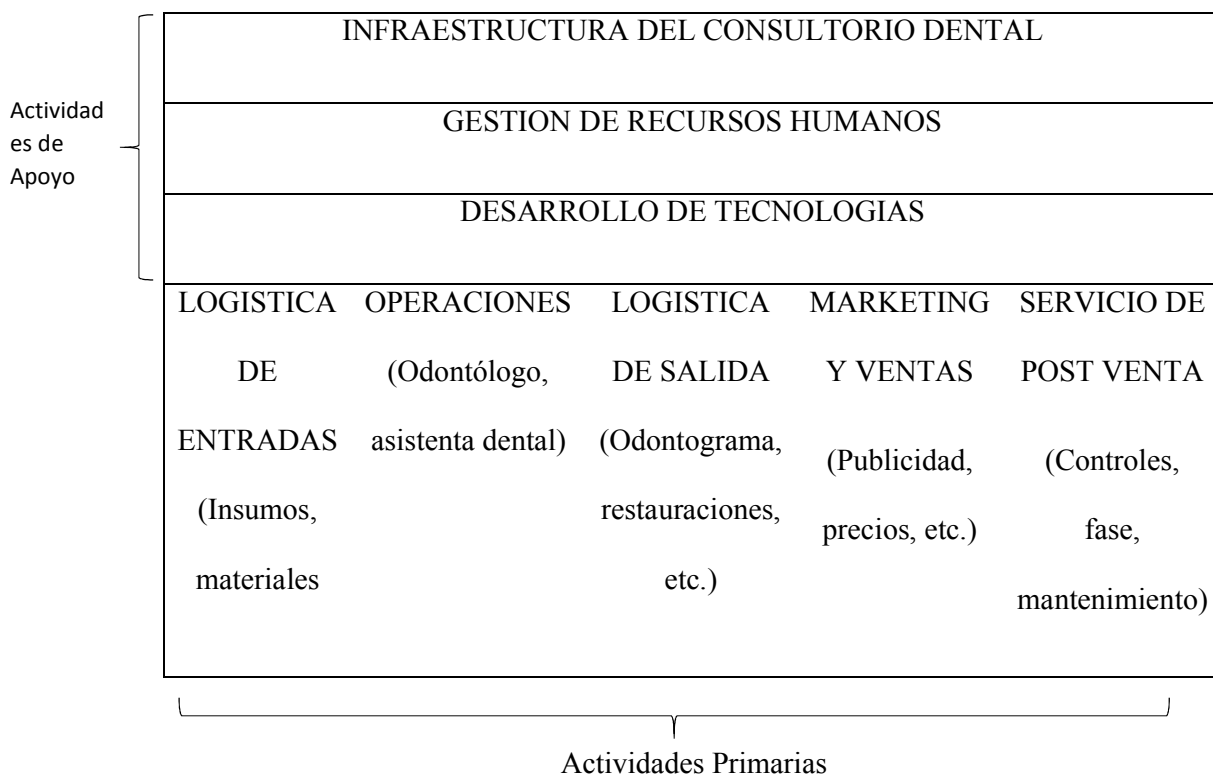 INFRAESTRUCTURA DEL CONSULTORIO DENTAL
Actividad
es de
Apoyo
GESTION DE RECURSOS HUMANOS
DESARROLLO DE TECNOLOGIAS
LOGISTICA
DE
ENTRADAS
(Insumos,
materiales
OPERACIONES
(Odontólogo,
asistenta dental)
LOGISTICA
DE SALIDA
(Odontograma,
restauraciones,
etc.)
MARKETING
Y VENTAS
(Publicidad,
precios, etc.)
SERVICIO DE
POST VENTA
(Controles,
fase,
mantenimiento)
Actividades Primarias